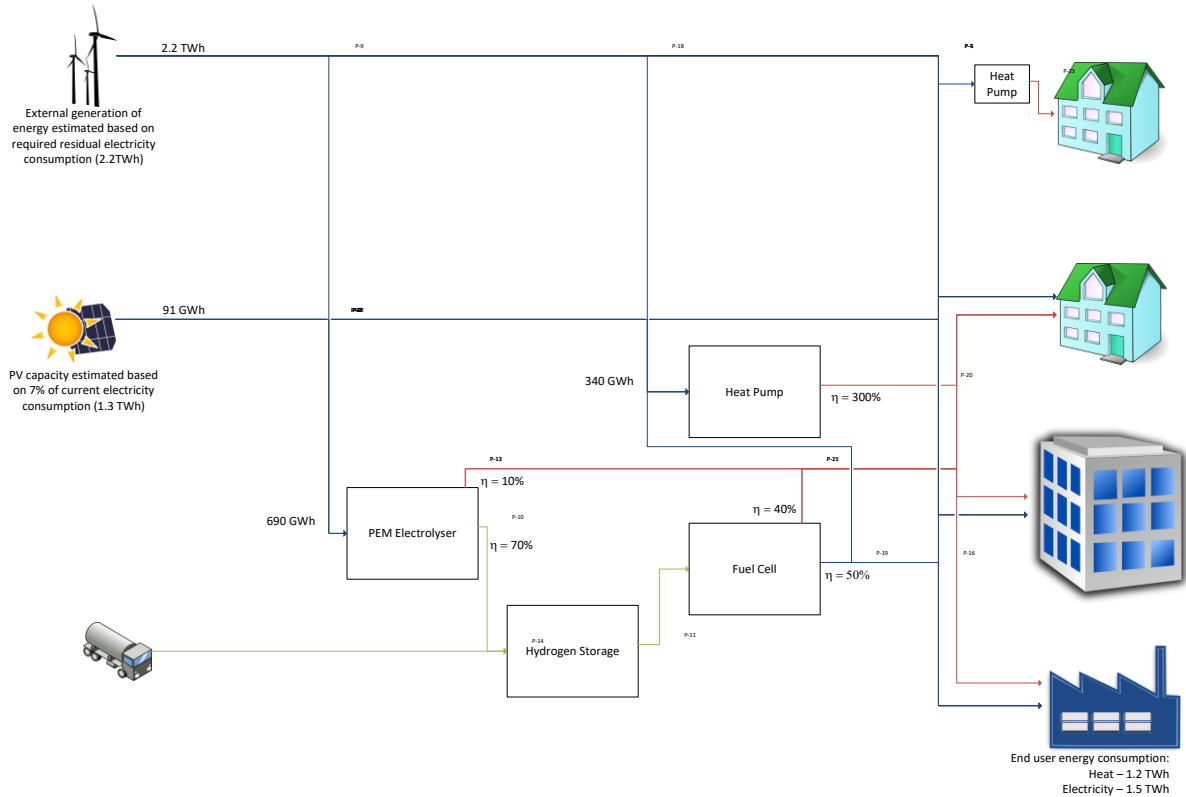 2.2 TWh
P-9
P-18
Heat
Pump
P-23
External generation of
energy estimated based on
required residual electricity
consumption (2.2TWh)
91 GWh
PV capacity estimated based
on 7% of current electricity
consumption (1.3 TWh)
340 GWh
Heat Pump
η = 300%
P-20
P-13
P-21
η = 10%
690 GWh
PEM Electrolyser
P-10
η = 70%
η = 40%
Fuel Cell
P-19
P-16
η = 50%
P-14
Hydrogen Storage
P-11
End user energy consumption:
Heat – 1.2 TWh
Electricity – 1.5 TWh